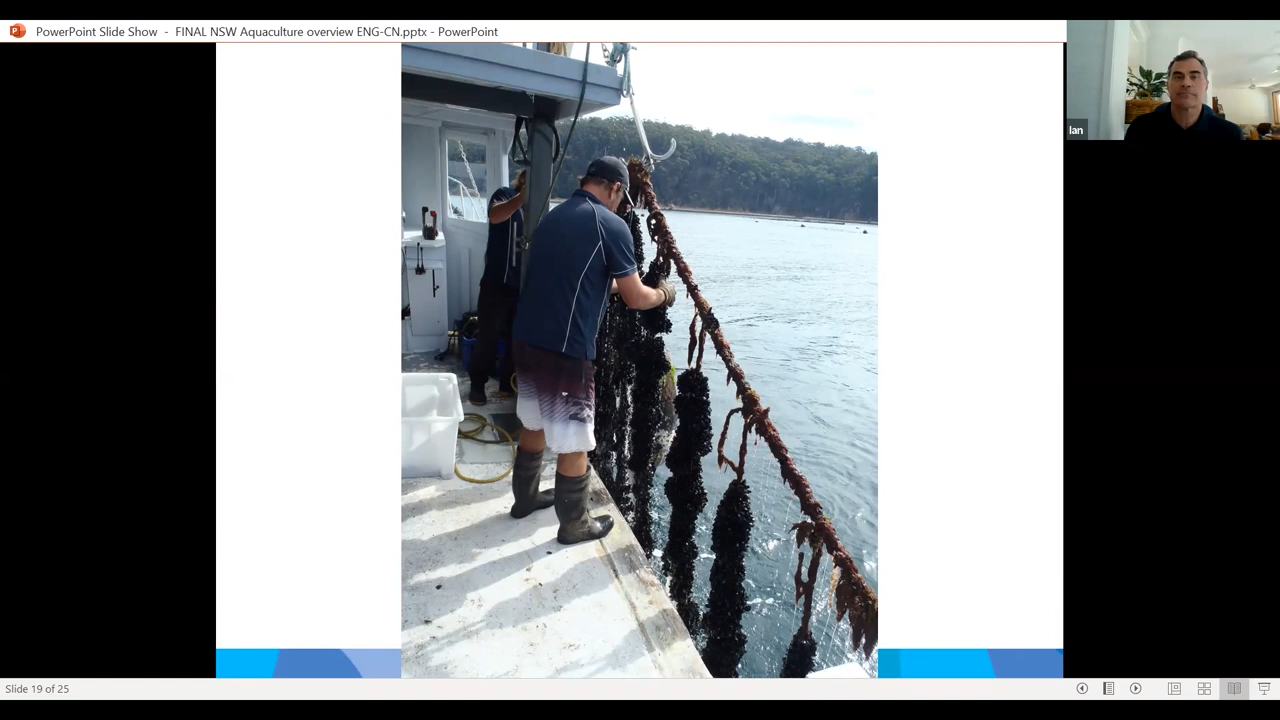 PowerPoint Slide Show - FINAL NSW Aquaculture overview ENG-CN.pptx - PowerPoint
Ian
Slide 19 of 25